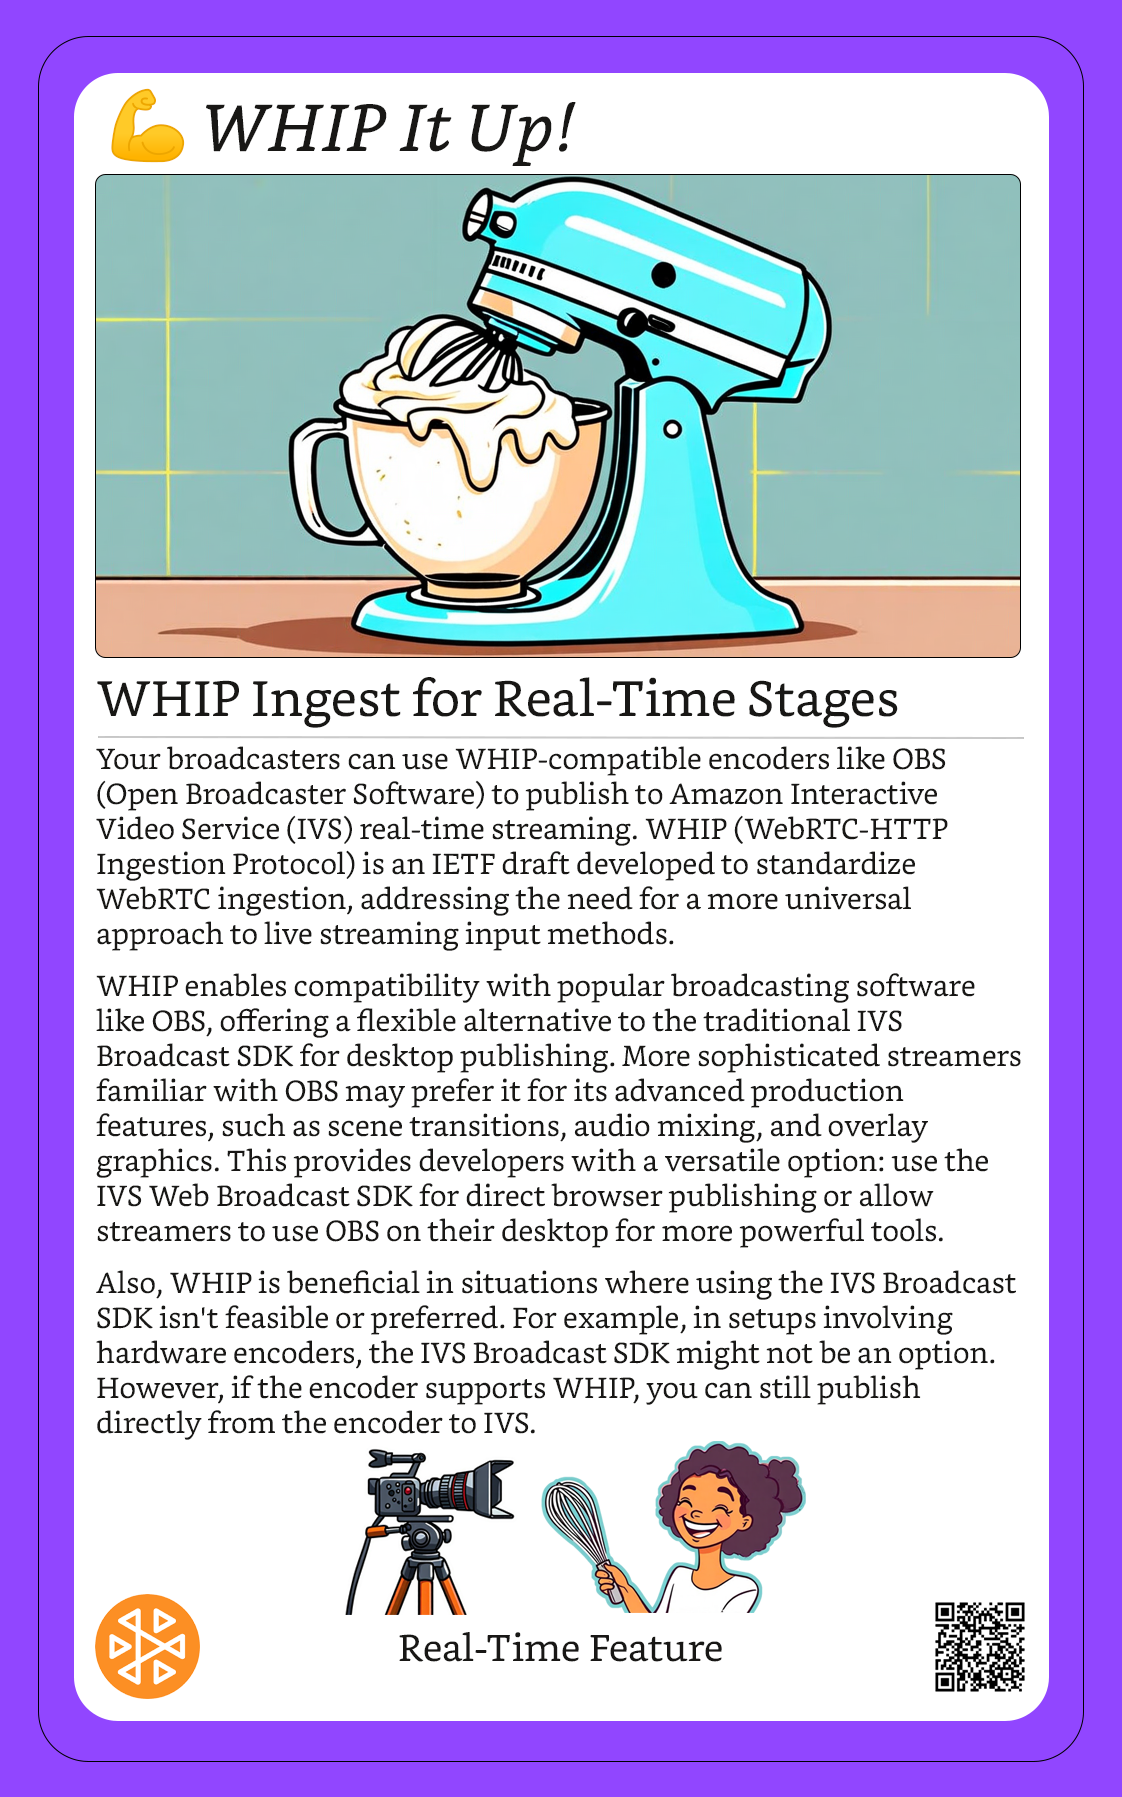 💪 WHIP It Up!
WHIP Ingest for Real-Time Stages
Your broadcasters can use WHIP-compatible encoders like OBS
(Open Broadcaster Software) to publish to Amazon Interactive
Video Service (IVS) real-time streaming. WHIP (WebRTC-HTTP
Ingestion Protocol) is an IETF draft developed to standardize
WebRTC ingestion, addressing the need for a more universal
approach to live streaming input methods.
WHIP enables compatibility with popular broadcasting software
like OBS, offering a flexible alternative to the traditional IVS
Broadcast SDK for desktop publishing. More sophisticated streamers
familiar with OBS may prefer it for its advanced production
features, such as scene transitions, audio mixing, and overlay
graphics. This provides developers with a versatile option: use the
IVS Web Broadcast SDK for direct browser publishing or allow
streamers to use OBS on their desktop for more powerful tools.
Also, WHIP is beneficial in situations where using the IVS Broadcast
SDK isn't feasible or preferred. For example, in setups involving
hardware encoders, the IVS Broadcast SDK might not be an option.
However, if the encoder supports WHIP, you can still publish
directly from the encoder to IVS.
Real-Time Feature